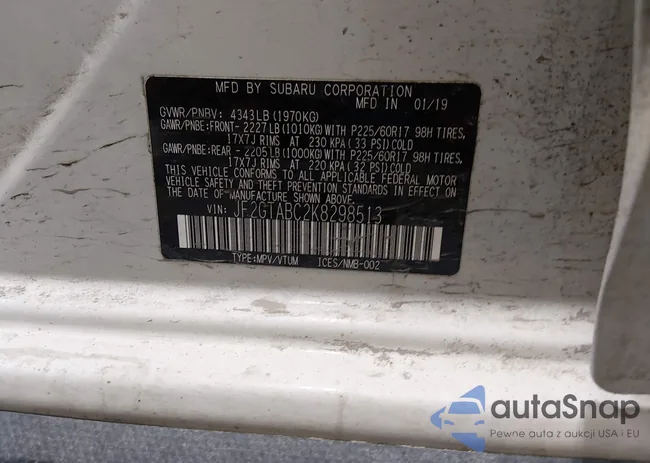 MFD BY SUBARU CORPORATION
MFD IN 01/19
GVWR/PNBV: 4343LB(1970KG)
GAWR/PNBE:FRONT- 2227LB(1010KG) WITH P225/60R17 98H TIRES,
17X7J RIMS AT 230 KPA( 33 PSI)COLD
GAWR/PNBE:REAR - 2205LB(1000KG) WITH P225/60R17 98H TIRES,
17X7J RIMS AT 220 KPA( 32 PSI)COLD
THIS VEHICLE CONFORMS TO ALL APPLICABLE FEDERAL MOTOR
VEHICLE SAFETY AND THEFT PREVENTION STANDARDS IN EFFECT ON
THE DATE OF MANUFACTURE SHOWN ABOVE.
VIN: JF2GTABC2K8298513
TYPE:MPV/VTUM ICES/NMB-002
autaSnap
Pewne auta z aukcji USA i EU